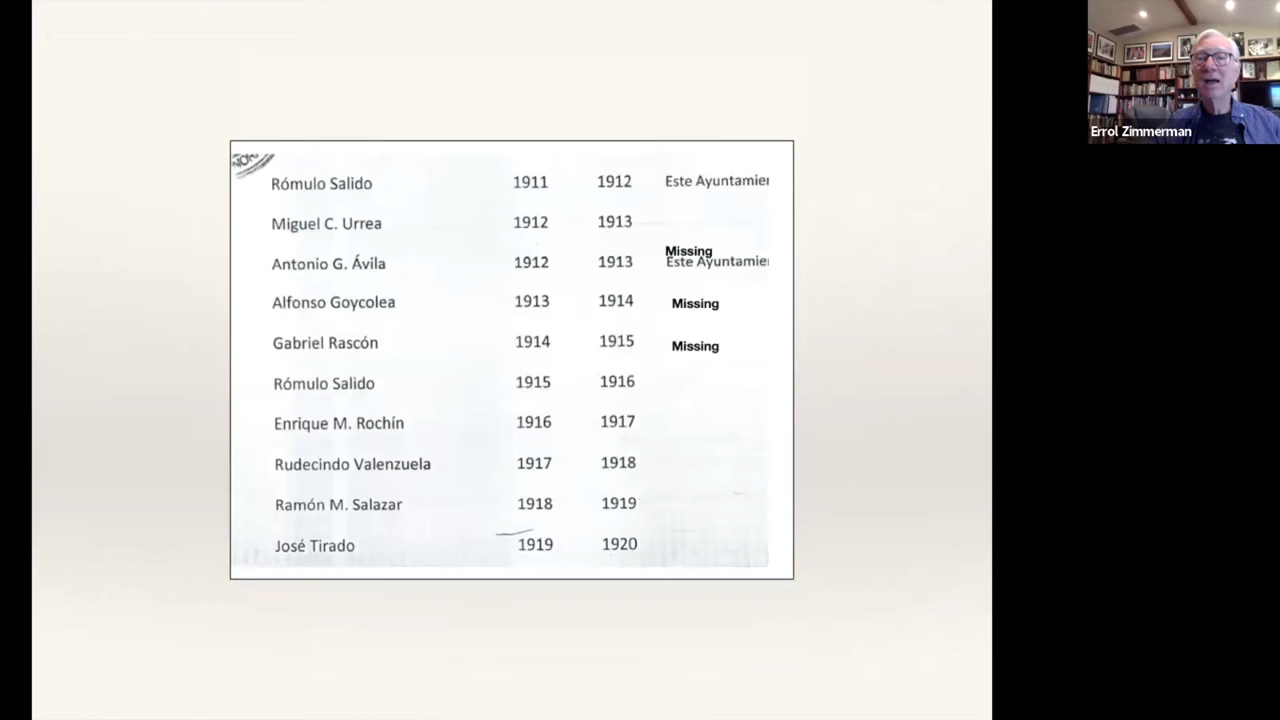 Rómulo Salido 1911 1912 Este Ayuntamier
Miguel C. Urrea 1912 1913
Missing
Antonio G. Ávila 1912 1913 Este Ayuntamier
Alfonso Goycolea 1913 1914 Missing
Gabriel Rascón 1914 1915 Missing
Rómulo Salido 1915 1916
Enrique M. Rochín 1916 1917
Rudecindo Valenzuela 1917 1918
Ramón M. Salazar 1918 1919
José Tirado 1919 1920
Errol Zimmerman